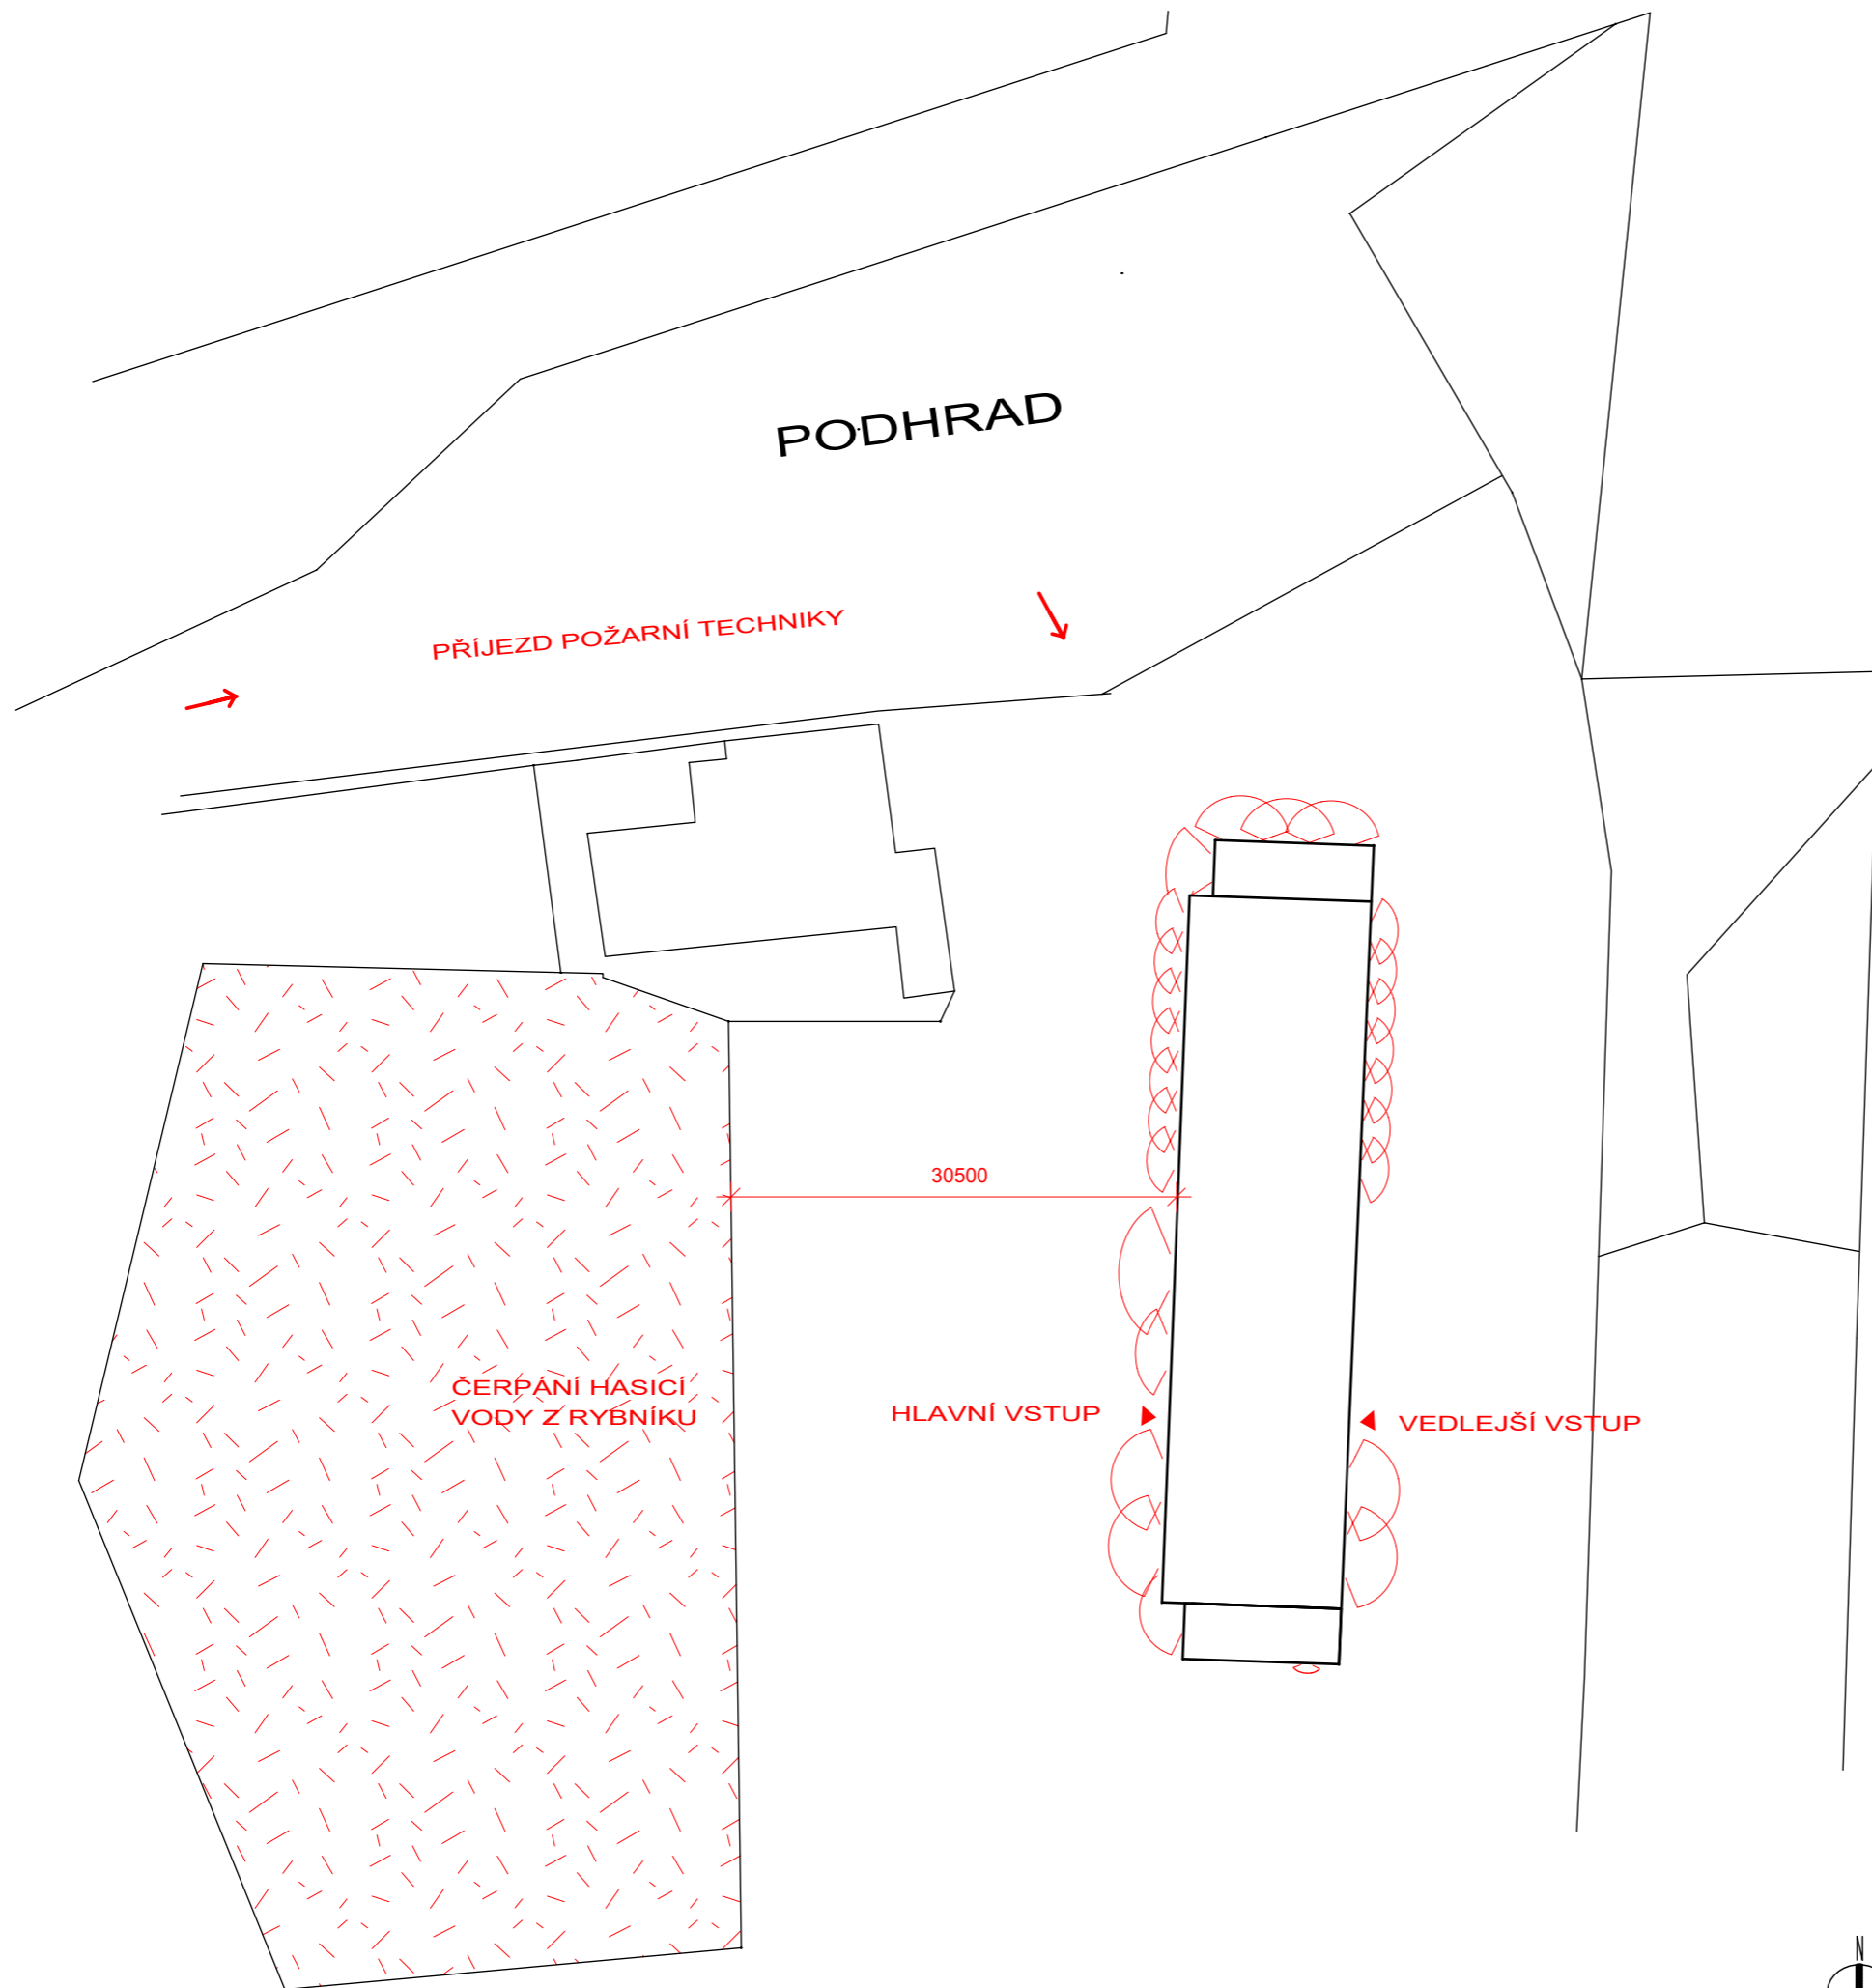 PODHRAD
PŘÍJEZD POŽARNÍ TECHNIKY
30500
ČERPÁNÍ HASICÍ
VODY Z RYBNÍKU
HLAVNÍ VSTUP
VEDLEJŠÍ VSTUP
N